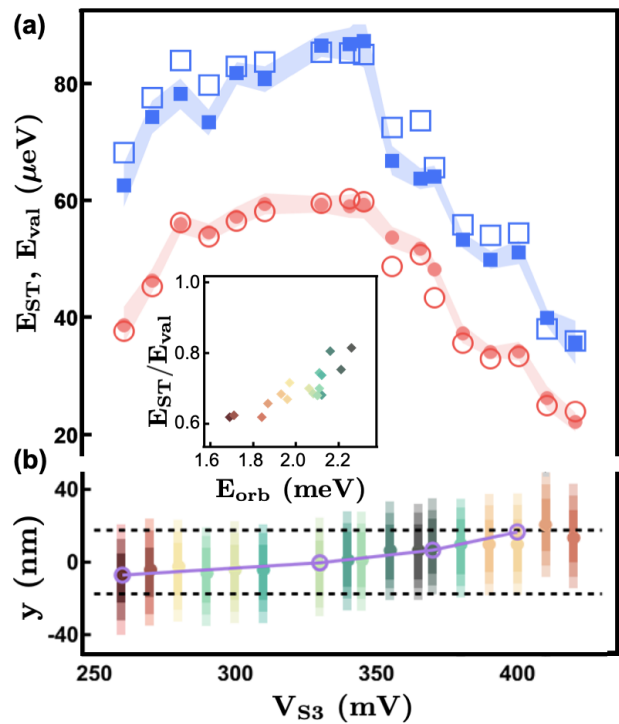 (a)
80
60
40
20
E_ST, E_val (μeV)
1.0
0.8
0.6
E_ST/E_val
1.6 1.8 2.0 2.2
E_orb (meV)
(b)
40
0
-40
y (nm)
250 300 350 400
V_S3 (mV)